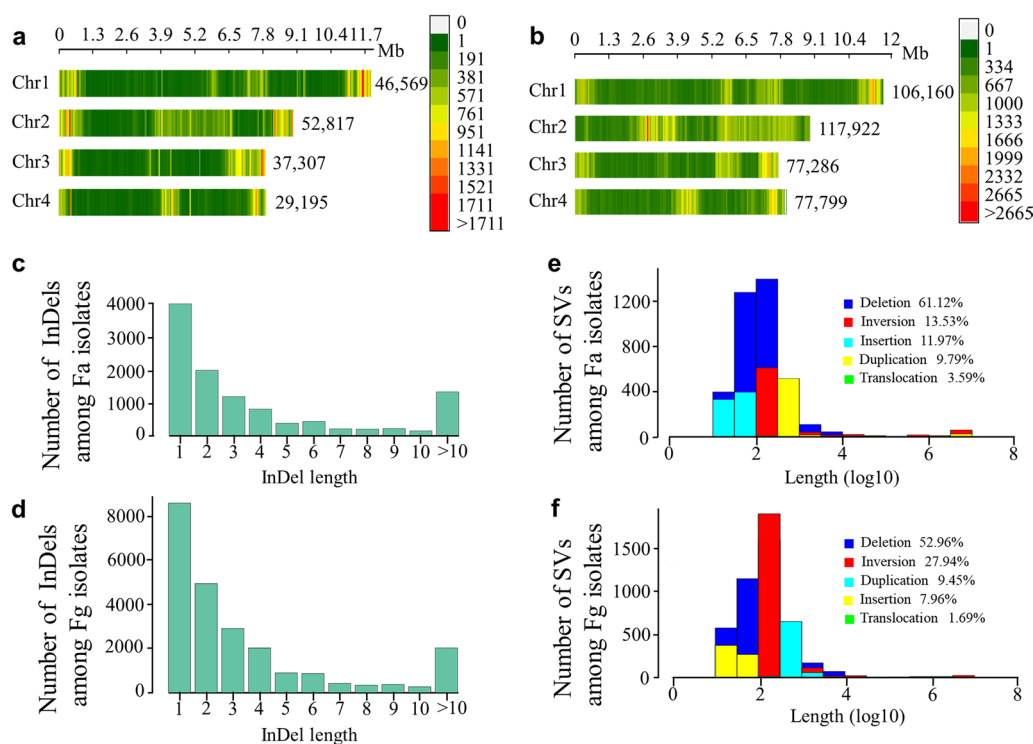 a
0 1.3 2.6 3.9 5.2 6.5 7.8 9.1 10.4 11.7
Mb
Chr1 46,569
Chr2 52,817
Chr3 37,307
Chr4 29,195
0
1
191
381
571
761
951
1141
1331
1521
1711
>1711
b
0 1.3 2.6 3.9 5.2 6.5 7.8 9.1 10.4 12
Mb
Chr1 106,160
Chr2 117,922
Chr3 77,286
Chr4 77,799
0
1
334
667
1000
1333
1666
1999
2332
2665
>2665
c
Number of InDels
among Fa isolates
4000
3000
2000
1000
0
1 2 3 4 5 6 7 8 9 10 >10
InDel length
d
Number of InDels
among Fg isolates
8000
6000
4000
2000
0
1 2 3 4 5 6 7 8 9 10 >10
InDel length
e
Number of SVs
among Fa isolates
1200
800
400
0
Deletion 61.12%
Inversion 13.53%
Insertion 11.97%
Duplication 9.79%
Translocation 3.59%
0 2 4 6 8
Length (log10)
f
Number of SVs
among Fg isolates
1500
1000
500
0
Deletion 52.96%
Inversion 27.94%
Duplication 9.45%
Insertion 7.96%
Translocation 1.69%
0 2 4 6 8
Length (log10)